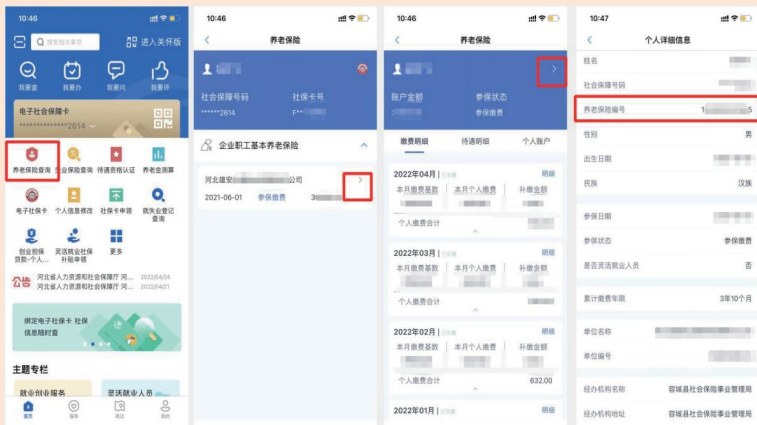 10:46
进入关怀版
我要查
我要办
我要问
我要评
电子社会保障卡
**************2614
养老保险查询
待遇资格认证
养老金测算
电子社保卡
个人信息修改
社保卡申领
就失业登记
查询
创业担保
贷款-个人...
灵活就业社保
补贴申领
更多
公告
河北省人力资源和社会保障厅 河... 2022/04/24
河北省人力资源和社会保障厅 河... 2022/04/21
绑定电子社保卡 社保
信息随时查
主题专栏
就业创业服务
灵活就业人员
首页
服务
我的
10:46
养老保险
社会保障号码
社保卡号
******2614
F**
企业职工基本养老保险
河北雄安
公司
2021-06-01
参保缴费
10:46
养老保险
账户金额
参保状态
参保缴费
缴费明细
待遇明细
个人账户
2022年04月
明细
本月缴费基数
本月个人缴费
补缴金额
个人缴费合计
2022年03月
明细
本月缴费基数
本月个人缴费
补缴金额
个人缴费合计
2022年02月
明细
本月缴费基数
本月个人缴费
补缴金额
个人缴费合计
632.00
2022年01月
明细
10:47
个人详细信息
姓名
社会保障号码
养老保险编号
1
5
性别
男
出生日期
民族
汉族
参保日期
参保状态
参保缴费
是否灵活就业人员
否
累计缴费年限
3年10个月
单位名称
单位编号
经办机构名称
容城县社会保险事业管理局
经办机构地址
容城县社会保险事业管理局